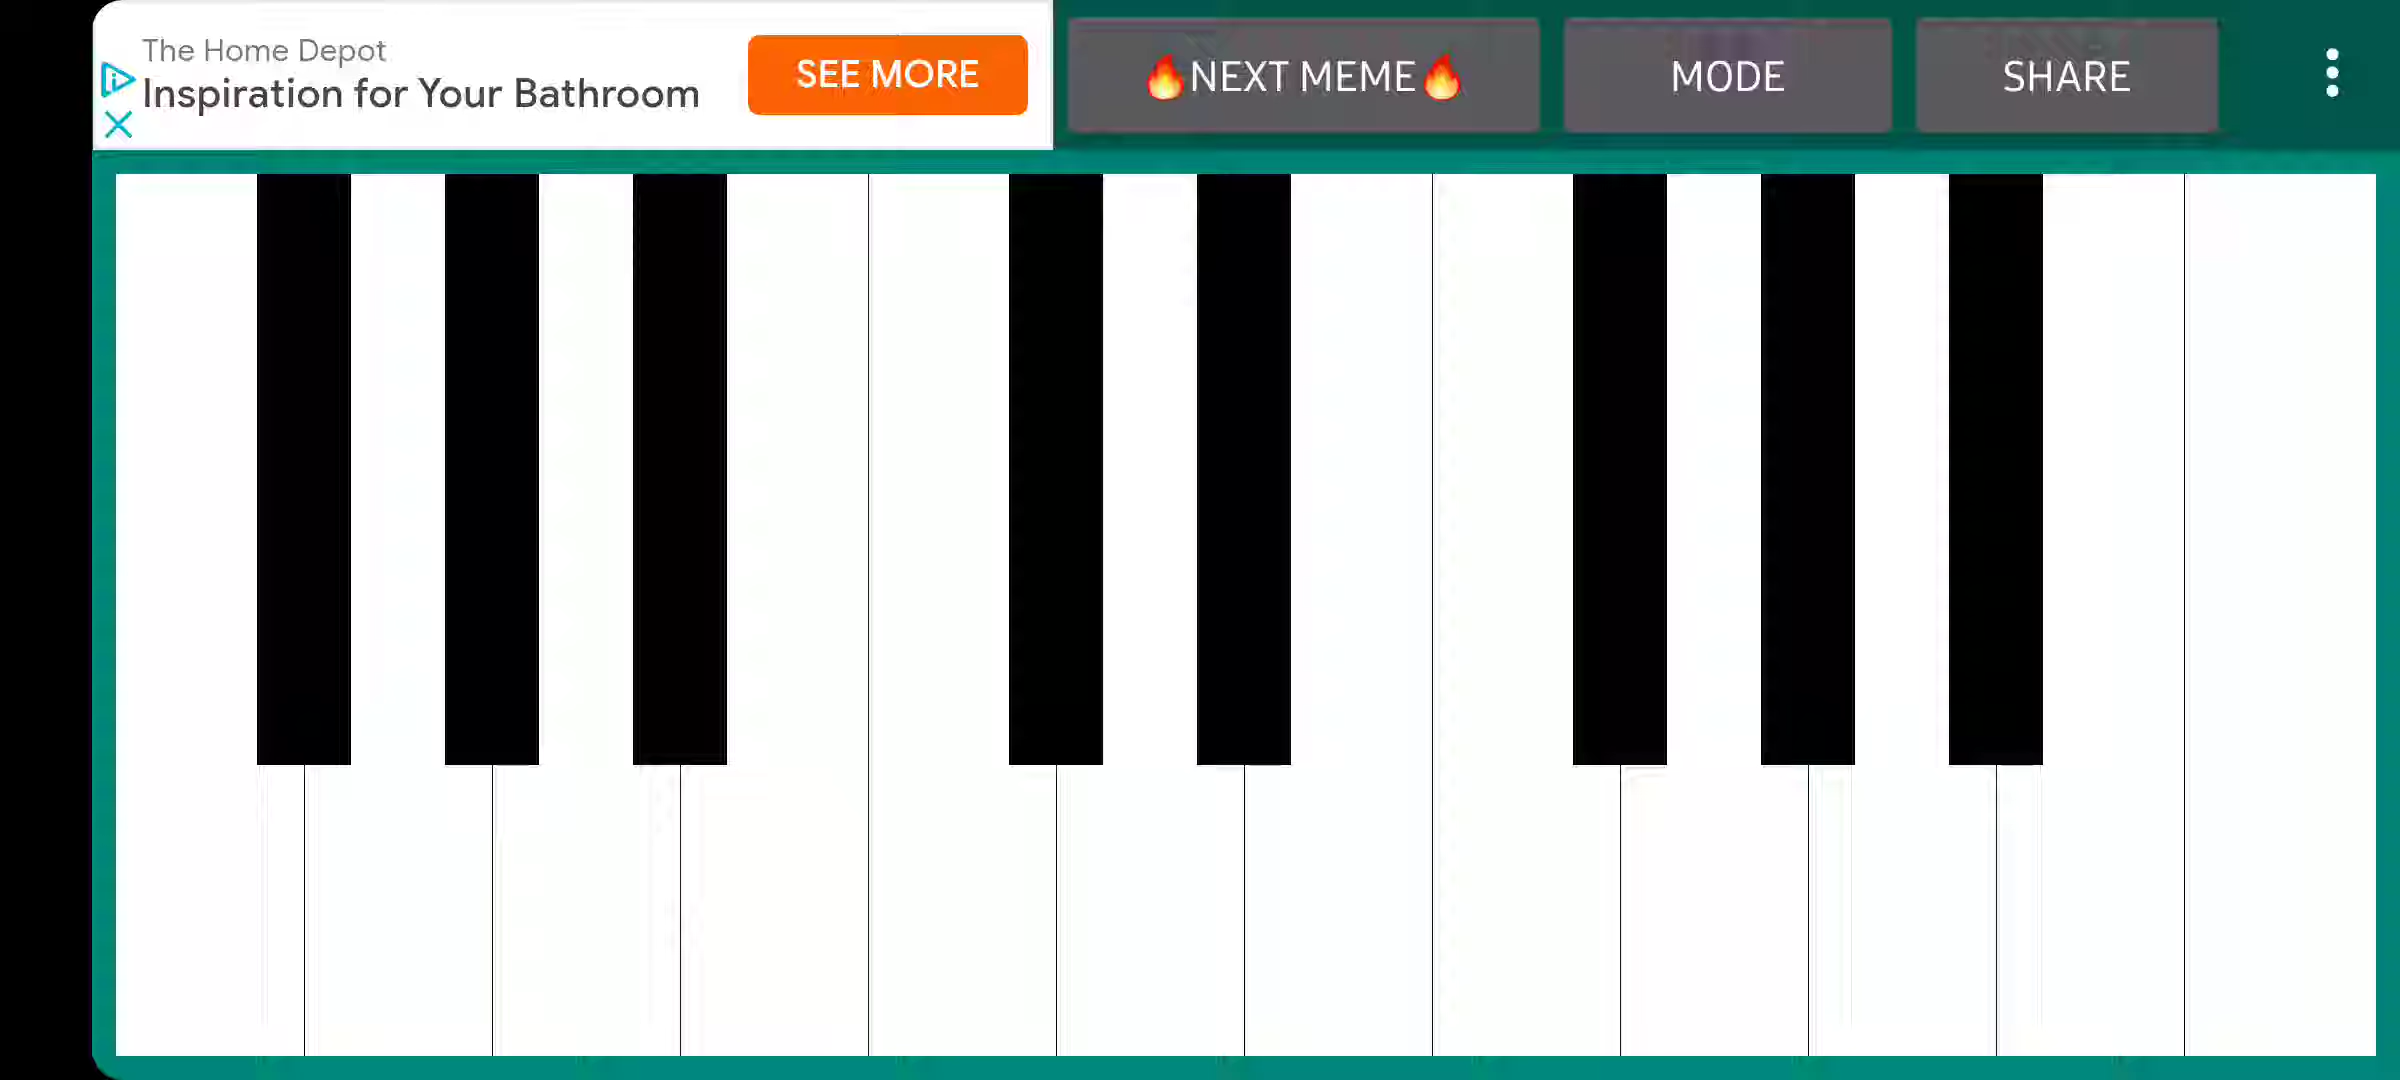 The Home Depot
Inspiration for Your Bathroom
SEE MORE
🔥NEXT MEME🔥
MODE
SHARE